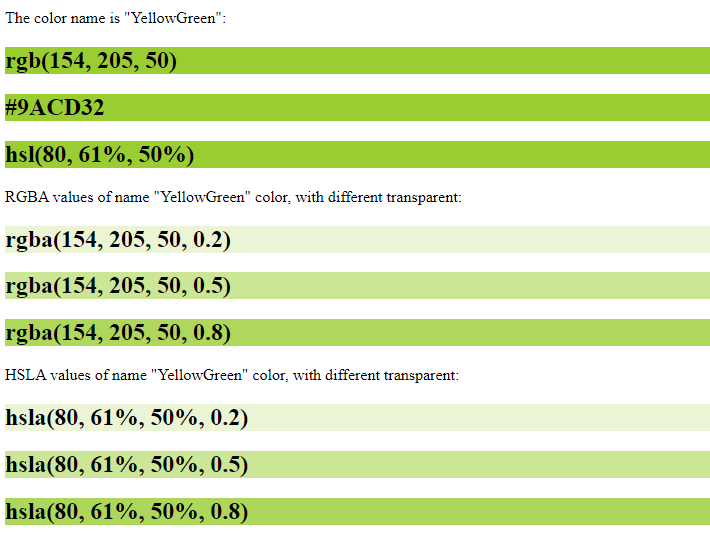 The color name is "YellowGreen":
rgb(154, 205, 50)
#9ACD32
hsl(80, 61%, 50%)
RGBA values of name "YellowGreen" color, with different transparent:
rgba(154, 205, 50, 0.2)
rgba(154, 205, 50, 0.5)
rgba(154, 205, 50, 0.8)
HSLA values of name "YellowGreen" color, with different transparent:
hsla(80, 61%, 50%, 0.2)
hsla(80, 61%, 50%, 0.5)
hsla(80, 61%, 50%, 0.8)